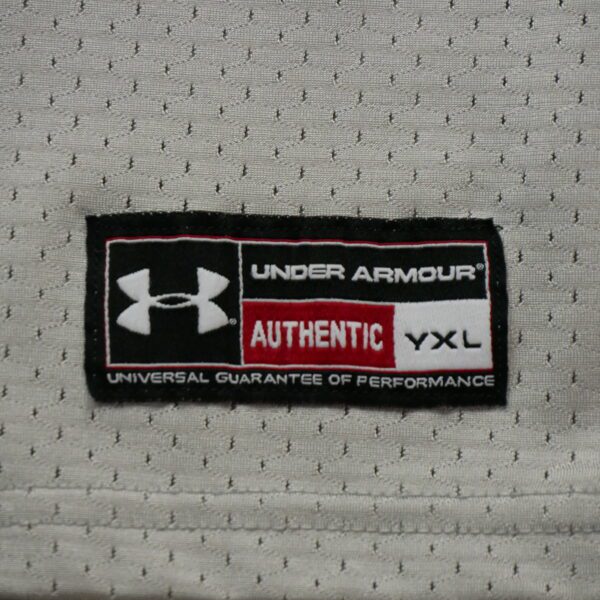 UNDER ARMOUR®
AUTHENTIC YXL
®
UNIVERSAL GUARANTEE OF PERFORMANCE